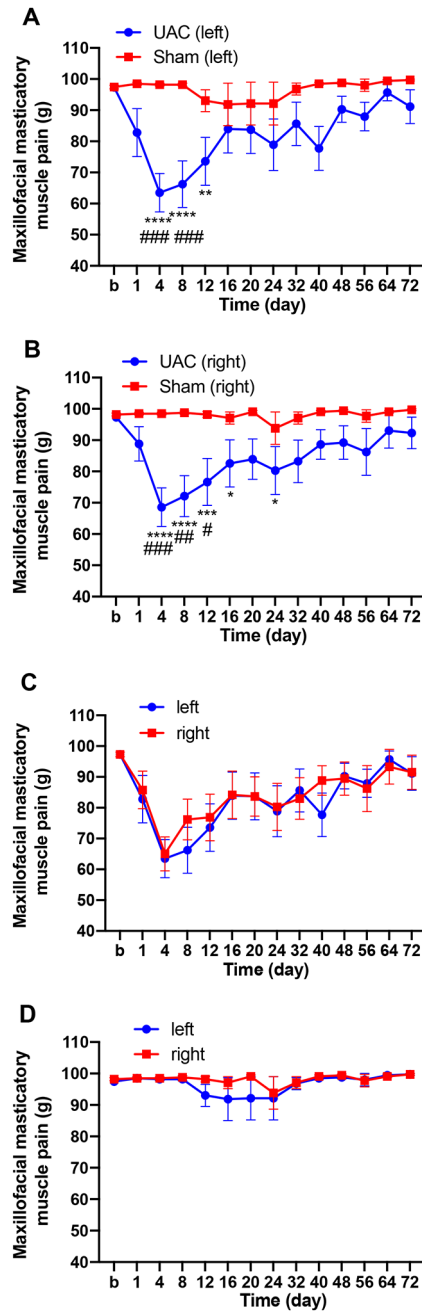 A
UAC (left)
Sham (left)
Maxillofacial masticatory
muscle pain (g)
110
100
90
80
70
60
50
40
**** **** **
### ###
b 1 4 8 12 16 20 24 32 40 48 56 64 72
Time (day)
B
UAC (right)
Sham (right)
Maxillofacial masticatory
muscle pain (g)
110
100
90
80
70
60
50
40
**** **** *** * *
### ## #
b 1 4 8 12 16 20 24 32 40 48 56 64 72
Time (day)
C
left
right
Maxillofacial masticatory
muscle pain (g)
110
100
90
80
70
60
50
40
b 1 4 8 12 16 20 24 32 40 48 56 64 72
Time (day)
D
left
right
Maxillofacial masticatory
muscle pain (g)
110
100
90
80
70
60
50
40
b 1 4 8 12 16 20 24 32 40 48 56 64 72
Time (day)